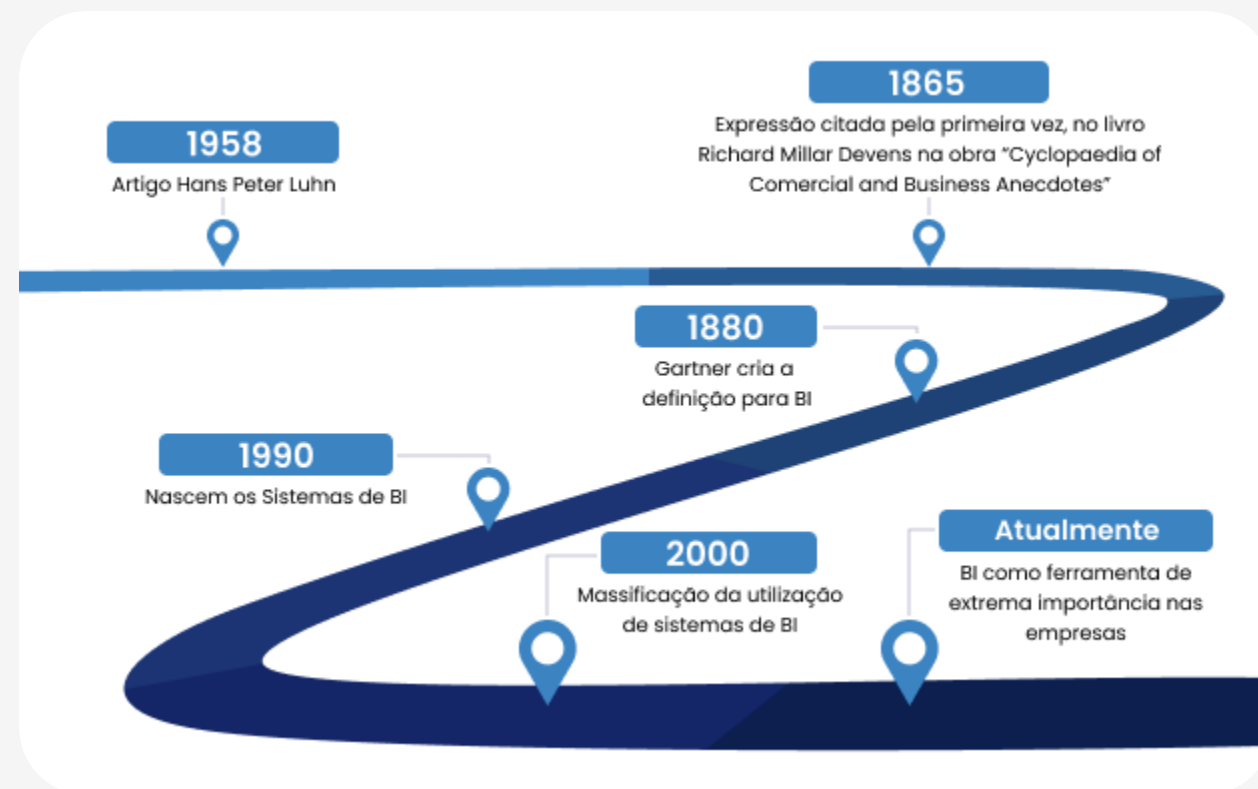 1958
Artigo Hans Peter Luhn
1865
Expressão citada pela primeira vez, no livro
Richard Millar Devens na obra "Cyclopaedia of
Comercial and Business Anecdotes"
1880
Gartner cria a
definição para BI
1990
Nascem os Sistemas de BI
2000
Massificação da utilização
de sistemas de BI
Atualmente
BI como ferramenta de
extrema importância nas
empresas